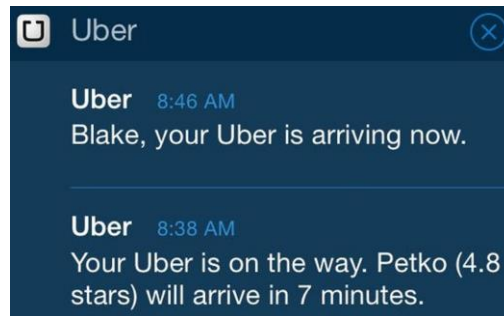 Uber
Uber 8:46 AM
Blake, your Uber is arriving now.
Uber 8:38 AM
Your Uber is on the way. Petko (4.8
stars) will arrive in 7 minutes.